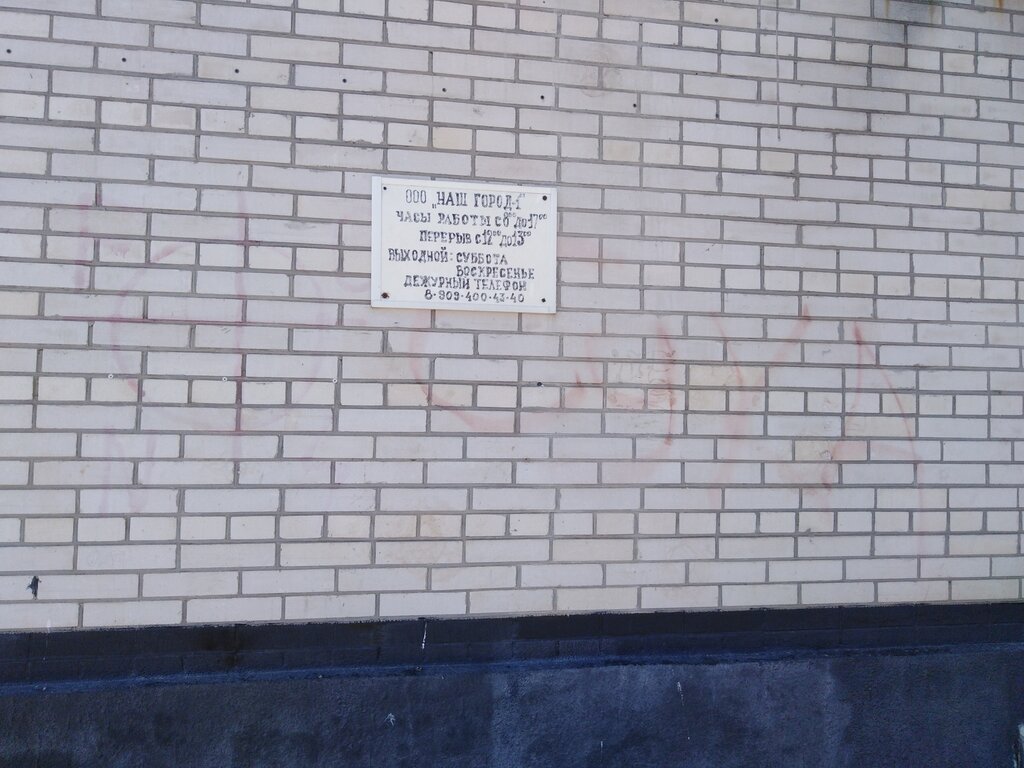 ООО „НАШ ГОРОД-1"
ЧАСЫ РАБОТЫ С 8⁰⁰ ДО 17⁰⁰
ПЕРЕРЫВ С 12⁰⁰ ДО 13⁰⁰
ВЫХОДНОЙ: СУББОТА
ВОСКРЕСЕНЬЕ
ДЕЖУРНЫЙ ТЕЛЕФОН
8-909-400-43-40